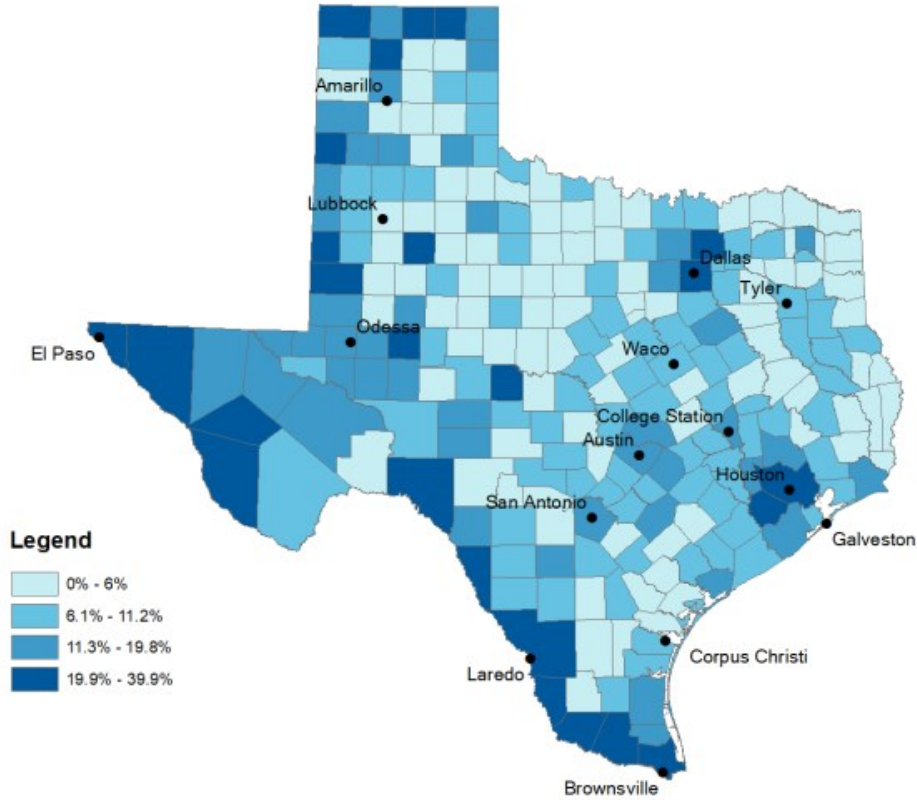 Amarillo
Lubbock
Dallas
Tyler
Odessa
El Paso
Waco
College Station
Austin
Houston
San Antonio
Galveston
Legend
0% - 6%
6.1% - 11.2%
11.3% - 19.8%
19.9% - 39.9%
Corpus Christi
Laredo
Brownsville